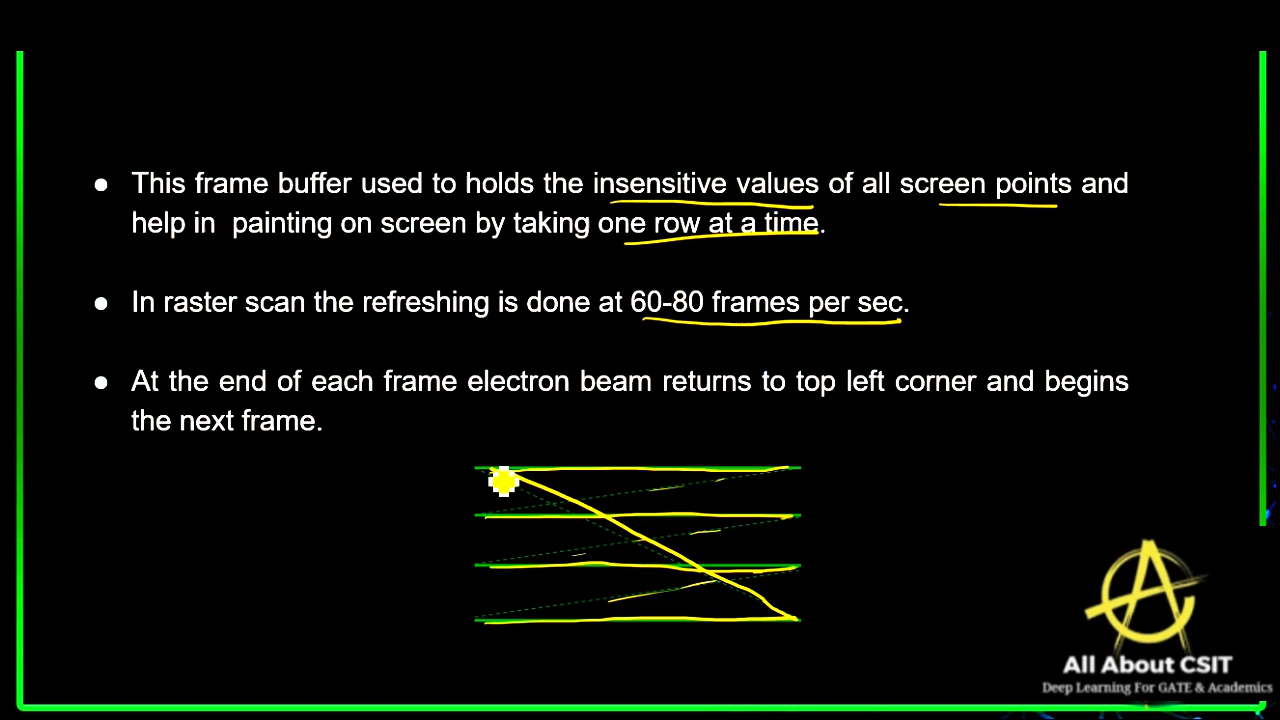 ● This frame buffer used to holds the insensitive values of all screen points and
help in painting on screen by taking one row at a time.
● In raster scan the refreshing is done at 60-80 frames per sec.
● At the end of each frame electron beam returns to top left corner and begins
the next frame.
All About CSIT
Deep Learning For GATE & Academics